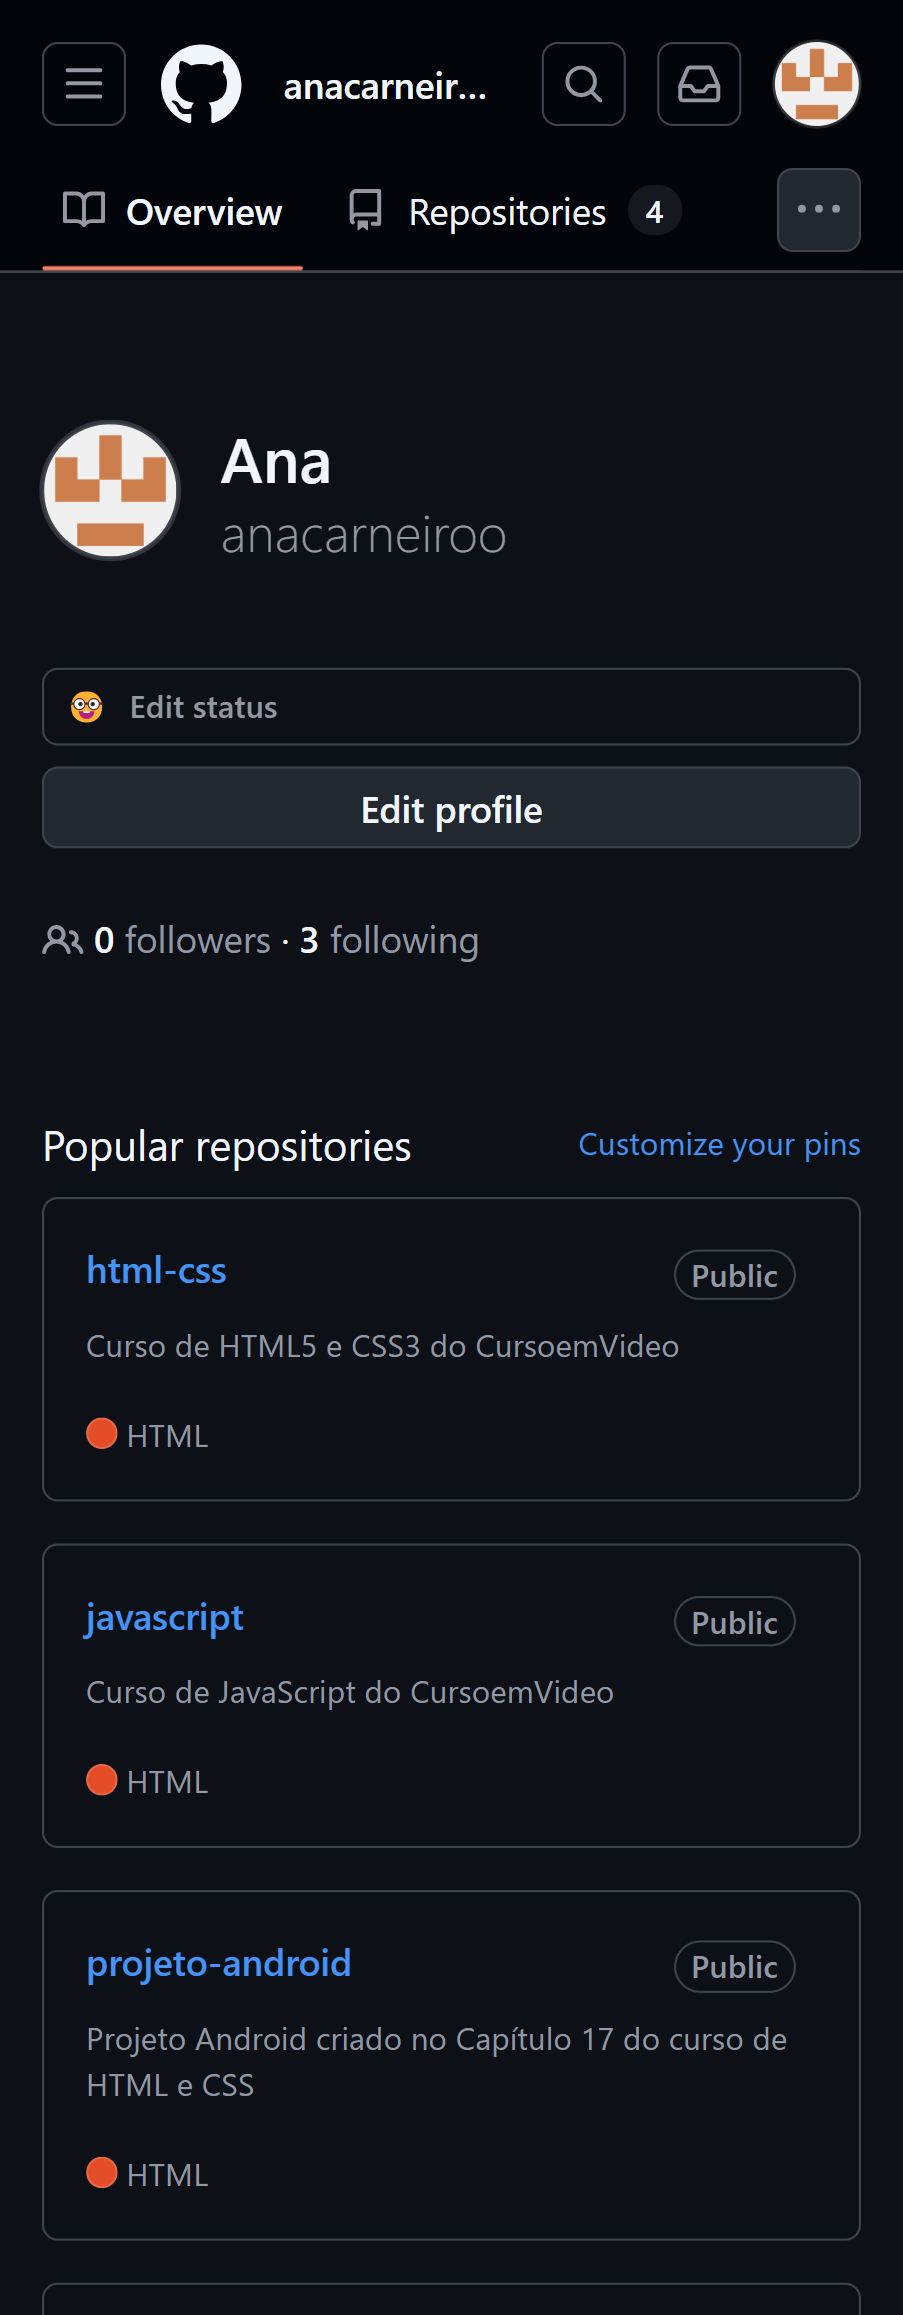 anacarneir...
Overview
Repositories 4
Ana
anacarneiroo
Edit status
Edit profile
0 followers · 3 following
Popular repositories
Customize your pins
html-css
Public
Curso de HTML5 e CSS3 do CursoemVideo
HTML
javascript
Public
Curso de JavaScript do CursoemVideo
HTML
projeto-android
Public
Projeto Android criado no Capítulo 17 do curso de
HTML e CSS
HTML